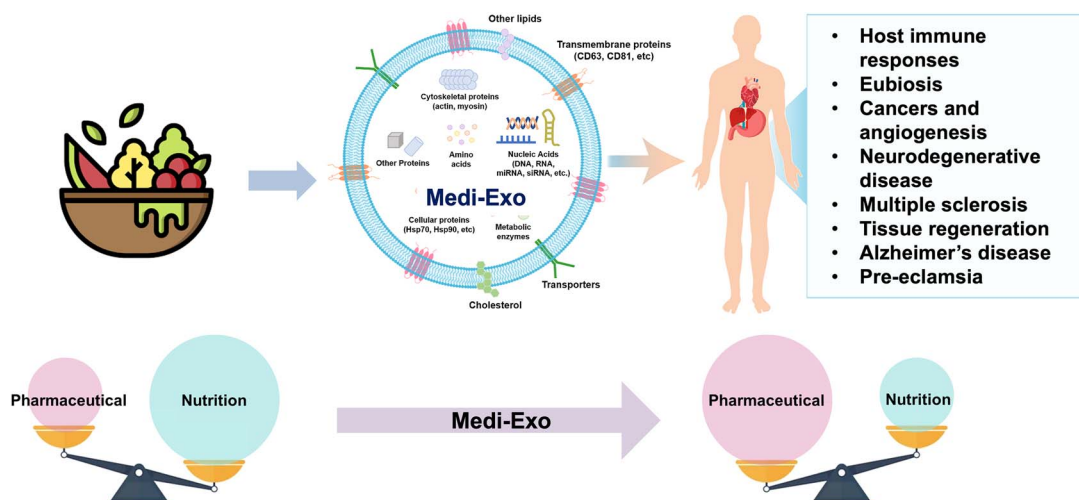 Other lipids
Transmembrane proteins
(CD63, CD81, etc)
Cytoskeletal proteins
(actin, myosin)
Other Proteins
Amino
acids
Nucleic Acids
(DNA, RNA,
miRNA, siRNA, etc.)
Medi-Exo
Cellular proteins
(Hsp70, Hsp90, etc)
Metabolic
enzymes
Transporters
Cholesterol
• Host immune
responses
• Eubiosis
• Cancers and
angiogenesis
• Neurodegenerative
disease
• Multiple sclerosis
• Tissue regeneration
• Alzheimer's disease
• Pre-eclamsia
Pharmaceutical
Nutrition
Medi-Exo
Pharmaceutical
Nutrition